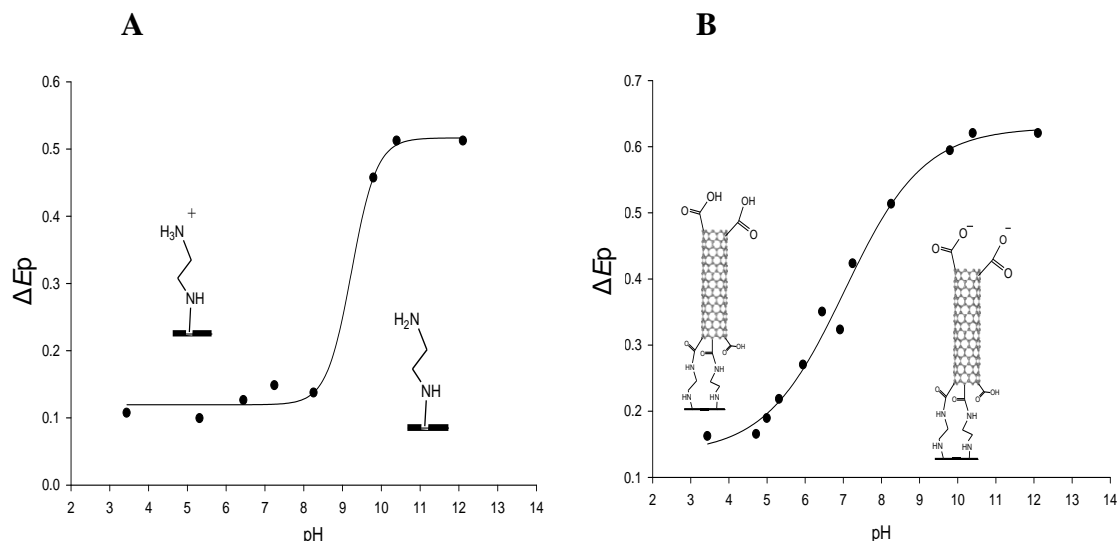 A
0.6
0.5
0.4
0.3
0.2
0.1
0.0
ΔEp
2 3 4 5 6 7 8 9 10 11 12 13 14
pH
+
H₃N
NH
H₂N
NH
B
0.7
0.6
0.5
0.4
0.3
0.2
0.1
ΔEp
2 3 4 5 6 7 8 9 10 11 12 13 14
pH
OH OH
O O
O O OH
HN NH
HN NH
O⁻ O⁻
O O
O O OH
HN NH
HN NH